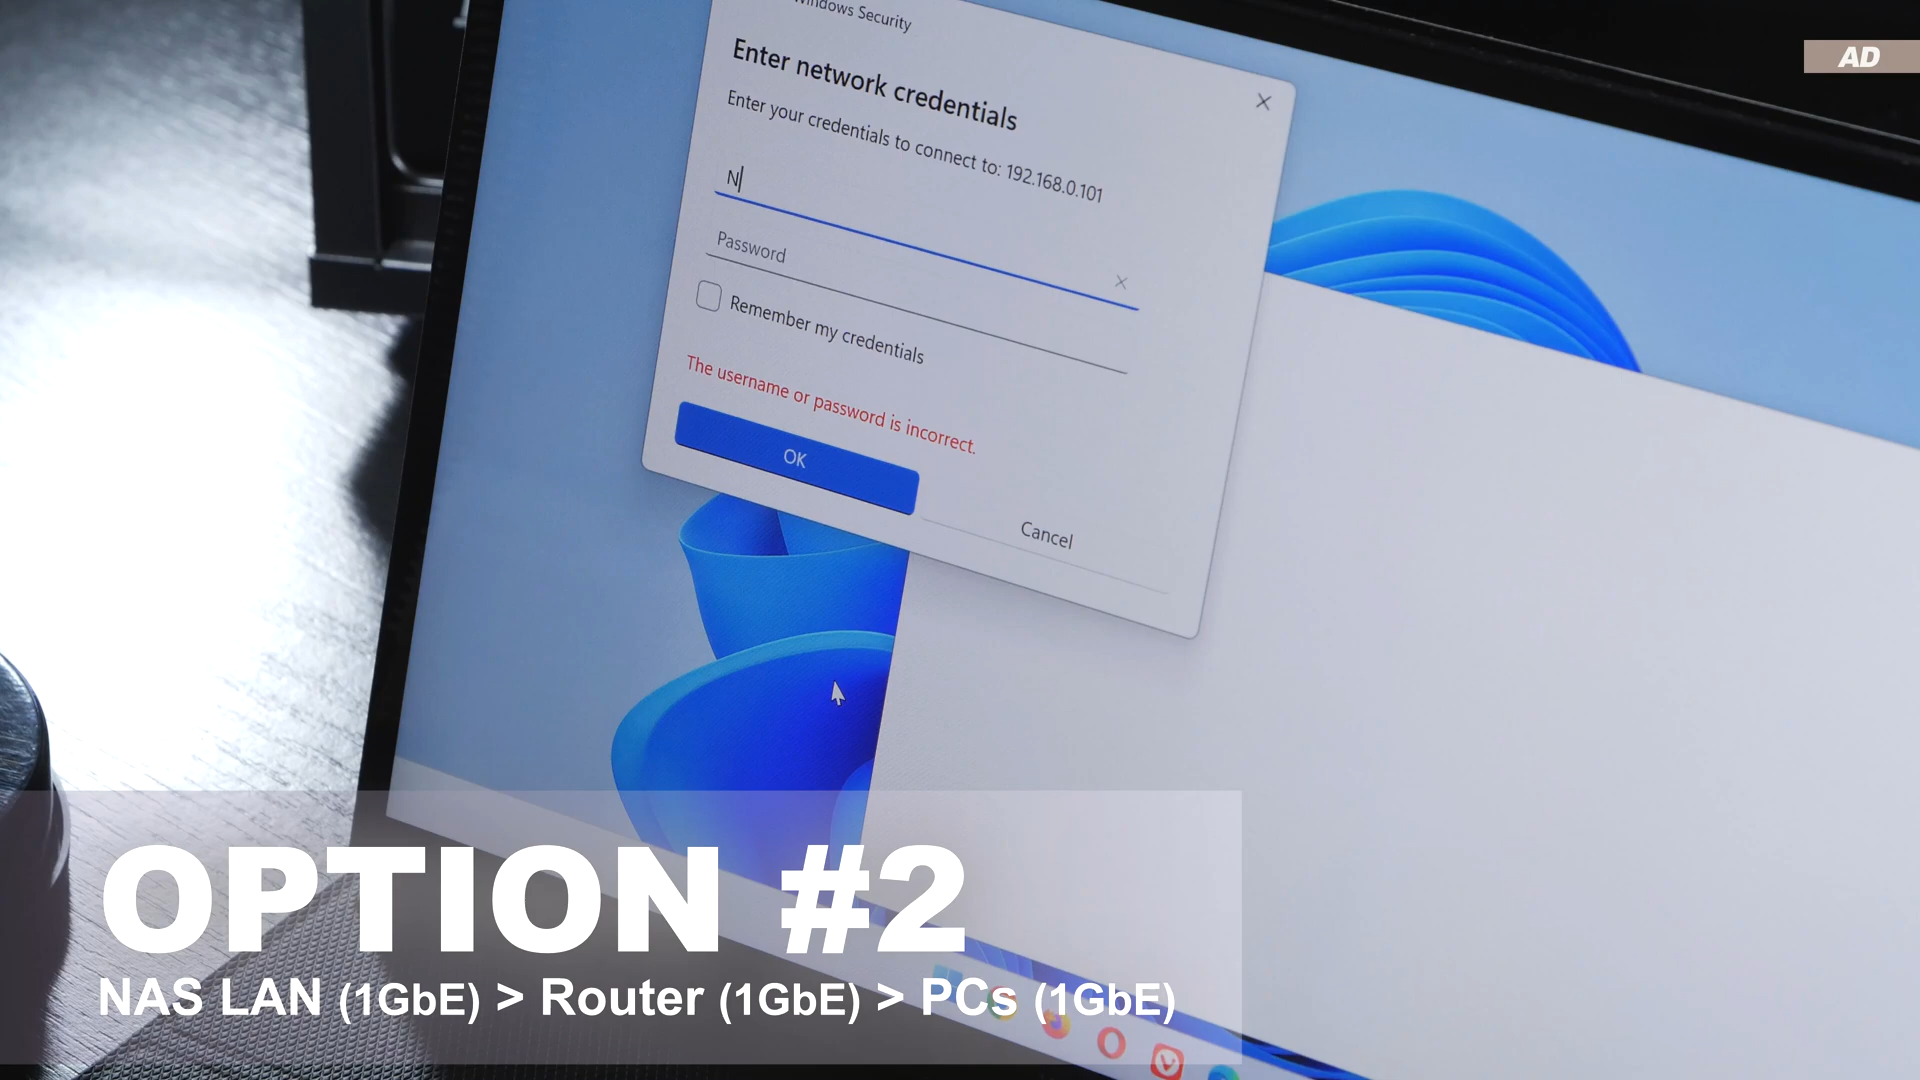 Windows Security
AD
Enter network credentials
Enter your credentials to connect to: 192.168.0.101
N
Password
Remember my credentials
The username or password is incorrect.
OK
Cancel
OPTION #2
NAS LAN (1GbE) > Router (1GbE) > PCs (1GbE)